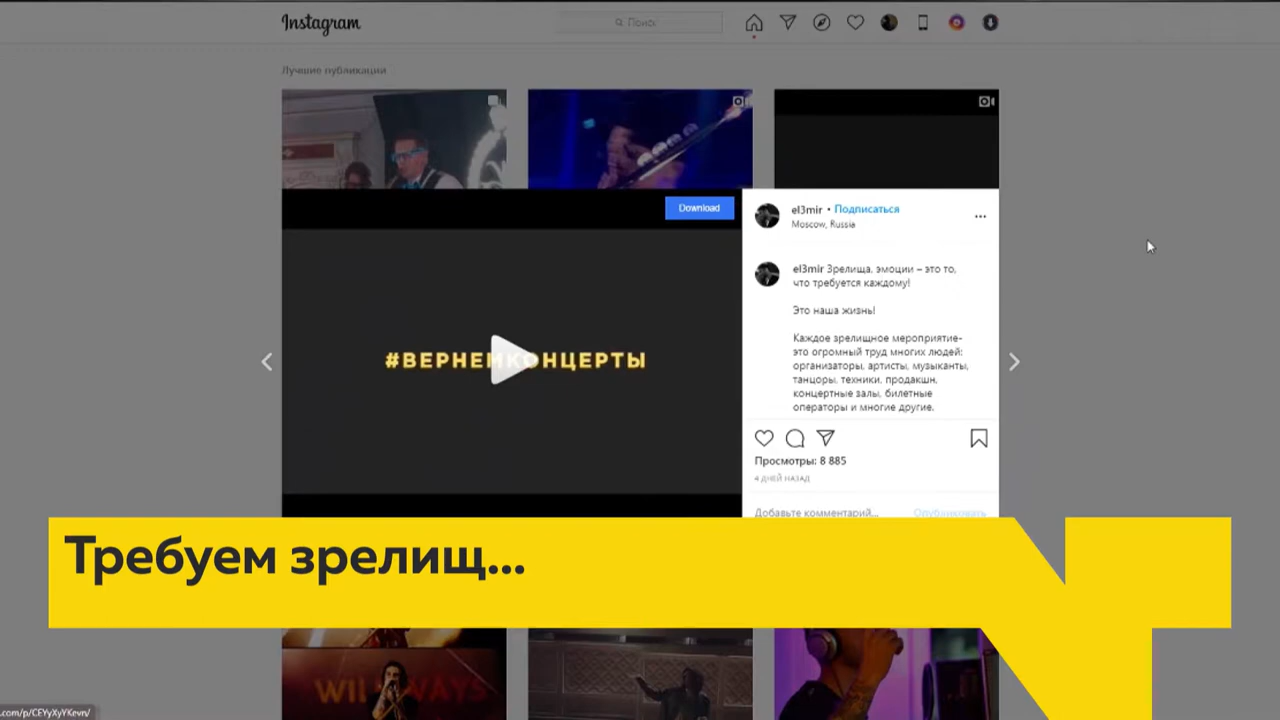 Instagram
Поиск
Лучшие публикации
Download
el3mir • Подписаться
Moscow, Russia
el3mir Зрелища, эмоции – это то,
что требуется каждому!
Это наша жизнь!
Каждое зрелищное мероприятие-
это огромный труд многих людей:
организаторы, артисты, музыканты,
танцоры, техники, продакшн,
концертные залы, билетные
операторы и многие другие.
#ВЕРНЕМКОНЦЕРТЫ
Просмотры: 8 885
4 ДНЕЙ НАЗАД
Добавьте комментарий... Опубликовать
Требуем зрелищ...
.com/p/CEYyXyYKevn/